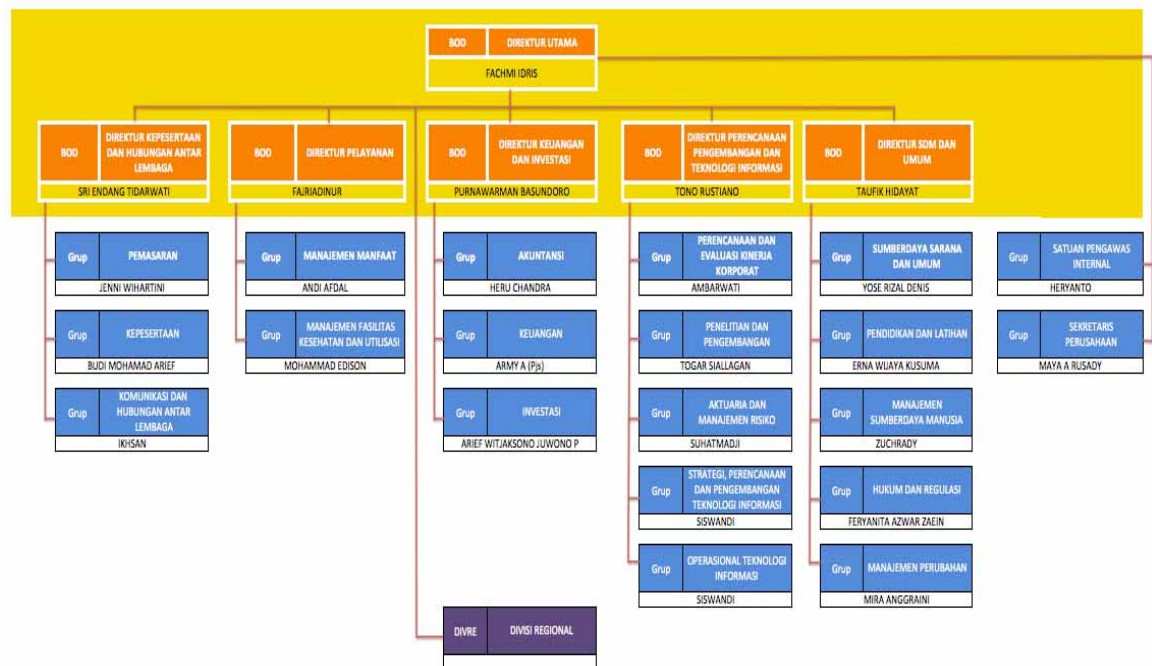 BOD
DIREKTUR UTAMA
FACHMI IDRIS
BOD
DIREKTUR KEPESERTAAN
DAN HUBUNGAN ANTAR
LEMBAGA
SRI ENDANG TIDARWATI
BOD
DIREKTUR PELAYANAN
FAJRIADINUR
BOD
DIREKTUR KEUANGAN
DAN INVESTASI
PURNAWARMAN BASUNDORO
BOD
DIREKTUR PERENCANAAN
PENGEMBANGAN DAN
TEKNOLOGI INFORMASI
TONO RUSTIANO
BOD
DIREKTUR SDM DAN
UMUM
TAUFIK HIDAYAT
Grup
PEMASARAN
JENNI WIHARTINI
Grup
KEPESERTAAN
BUDI MOHAMAD ARIEF
Grup
KOMUNIKASI DAN
HUBUNGAN ANTAR
LEMBAGA
IKHSAN
Grup
MANAJEMEN MANFAAT
ANDI AFDAL
Grup
MANAJEMEN FASILITAS
KESEHATAN DAN UTILISASI
MOHAMMAD EDISON
Grup
AKUNTANSI
HERU CHANDRA
Grup
KEUANGAN
ARMY A (Pjs)
Grup
INVESTASI
ARIEF WITJAKSONO JUWONO P
Grup
PERENCANAAN DAN
EVALUASI KINERJA
KORPORAT
AMBARWATI
Grup
PENELITIAN DAN
PENGEMBANGAN
TOGAR SIALLAGAN
Grup
AKTUARIA DAN
MANAJEMEN RISIKO
SUHATMADJI
Grup
STRATEGI, PERENCANAAN
DAN PENGEMBANGAN
TEKNOLOGI INFORMASI
SISWANDI
Grup
OPERASIONAL TEKNOLOGI
INFORMASI
SISWANDI
Grup
SUMBERDAYA SARANA
DAN UMUM
YOSE RIZAL DENIS
Grup
PENDIDIKAN DAN LATIHAN
ERNA WIJAYA KUSUMA
Grup
MANAJEMEN
SUMBERDAYA MANUSIA
ZUCHRADY
Grup
HUKUM DAN REGULASI
FERYANITA AZWAR ZAEIN
Grup
MANAJEMEN PERUBAHAN
MIRA ANGGRAINI
Grup
SATUAN PENGAWAS
INTERNAL
HERYANTO
Grup
SEKRETARIS
PERUSAHAAN
MAYA A RUSADY
DIVRE
DIVISI REGIONAL